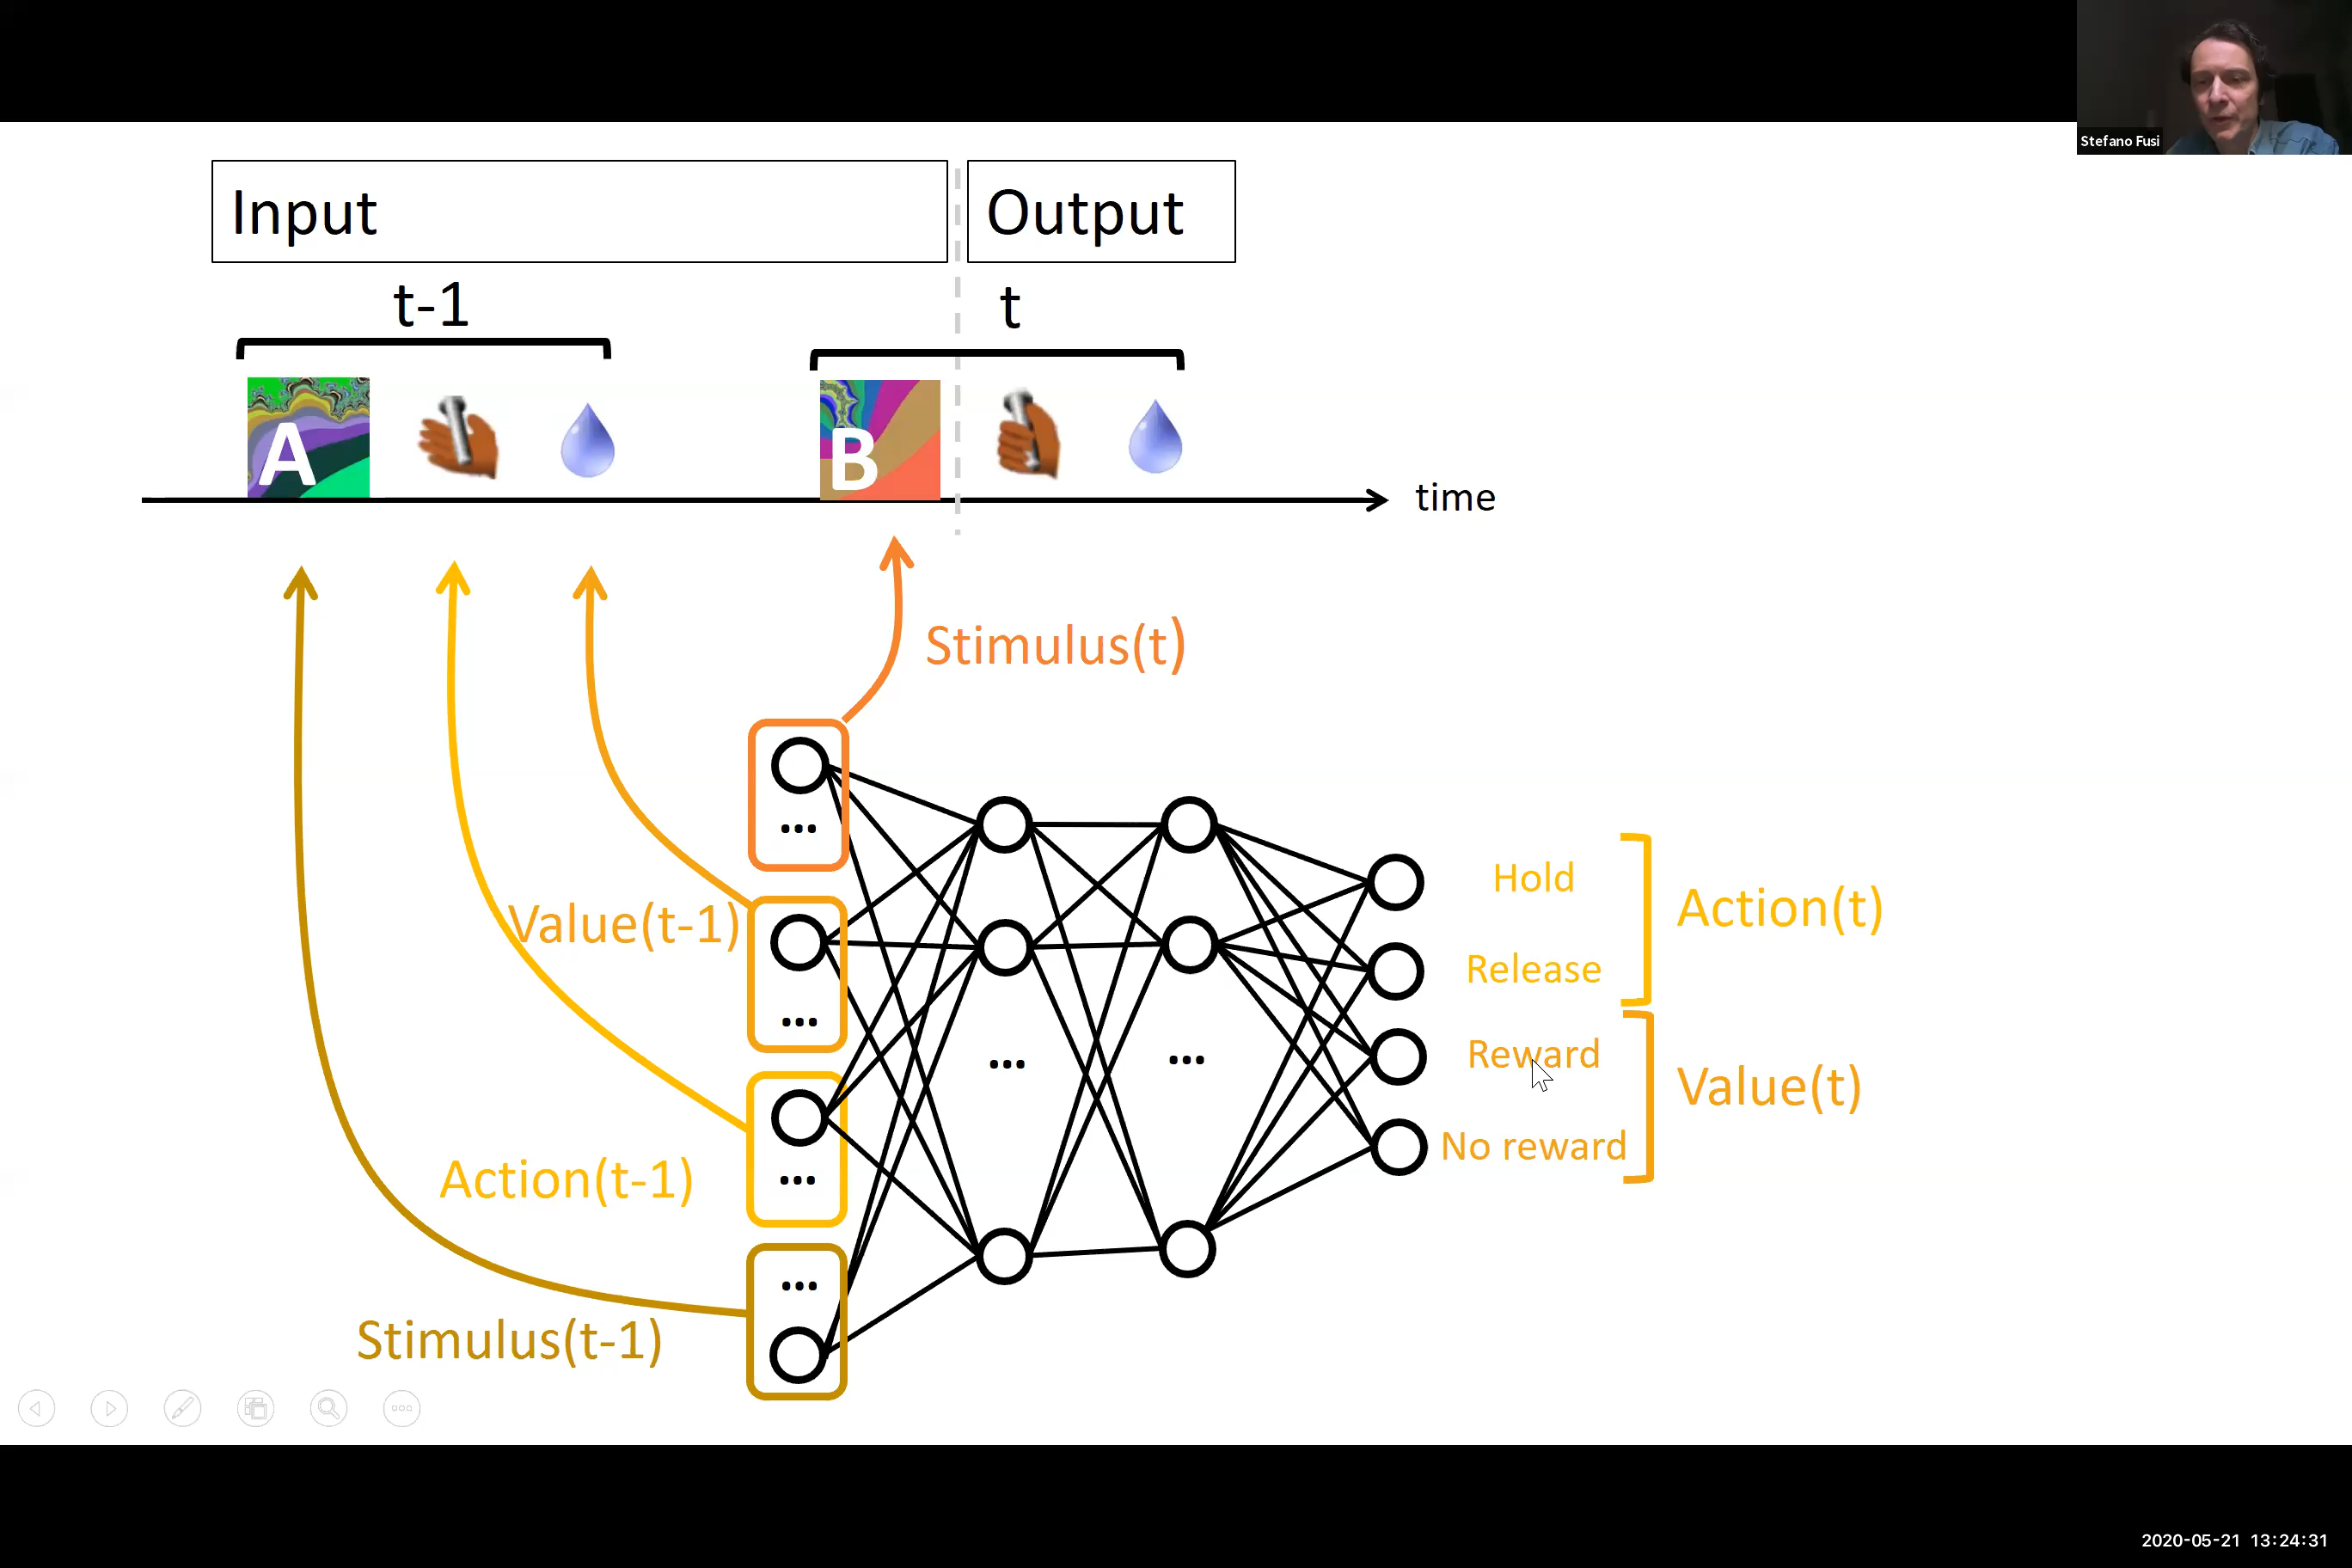 Stefano Fusi
Input
Output
t-1
t
A
B
time
Stimulus(t)
Value(t-1)
Action(t-1)
Stimulus(t-1)
...
...
...
...
...
...
Hold
Release
Reward
No reward
Action(t)
Value(t)
2020-05-21 13:24:31